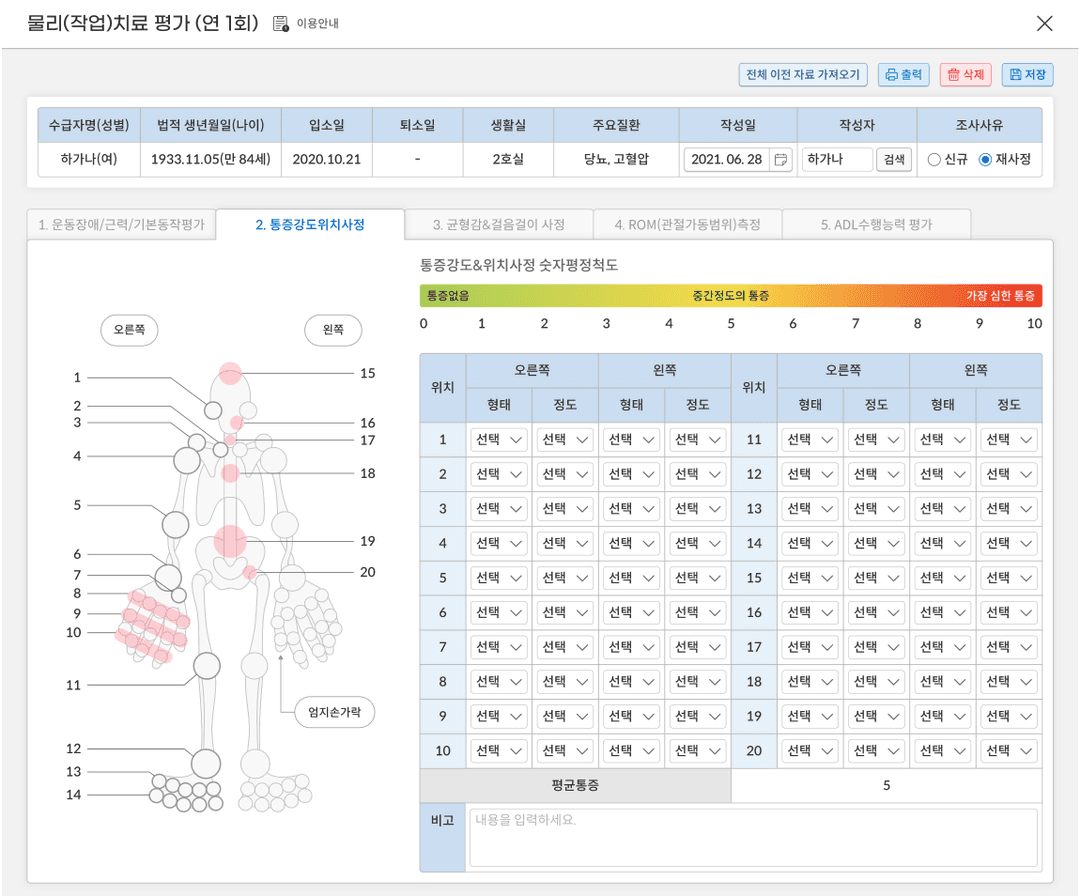 물리(작업)치료 평가 (연 1회) 이용안내
전체 이전 자료 가져오기 출력 삭제 저장
수급자명(성별) 법적 생년월일(나이) 입소일 퇴소일 생활실 주요질환 작성일 작성자 조사사유
하가나(여) 1933.11.05(만 84세) 2020.10.21 - 2호실 당뇨, 고혈압 2021. 06. 28 하가나 검색 신규 재사정
1. 운동장애/근력/기본동작평가 2. 통증강도위치사정 3. 균형감&걸음걸이 사정 4. ROM(관절가동범위)측정 5. ADL수행능력 평가
오른쪽 왼쪽
1
2
3
4
5
6
7
8
9
10
11
12
13
14
15
16
17
18
19
20
엄지손가락
통증강도&위치사정 숫자평정척도
통증없음 중간정도의 통증 가장 심한 통증
0 1 2 3 4 5 6 7 8 9 10
위치 오른쪽 왼쪽 위치 오른쪽 왼쪽
형태 정도 형태 정도 형태 정도 형태 정도
1 선택 선택 선택 선택 11 선택 선택 선택 선택
2 선택 선택 선택 선택 12 선택 선택 선택 선택
3 선택 선택 선택 선택 13 선택 선택 선택 선택
4 선택 선택 선택 선택 14 선택 선택 선택 선택
5 선택 선택 선택 선택 15 선택 선택 선택 선택
6 선택 선택 선택 선택 16 선택 선택 선택 선택
7 선택 선택 선택 선택 17 선택 선택 선택 선택
8 선택 선택 선택 선택 18 선택 선택 선택 선택
9 선택 선택 선택 선택 19 선택 선택 선택 선택
10 선택 선택 선택 선택 20 선택 선택 선택 선택
평균통증 5
비고 내용을 입력하세요.